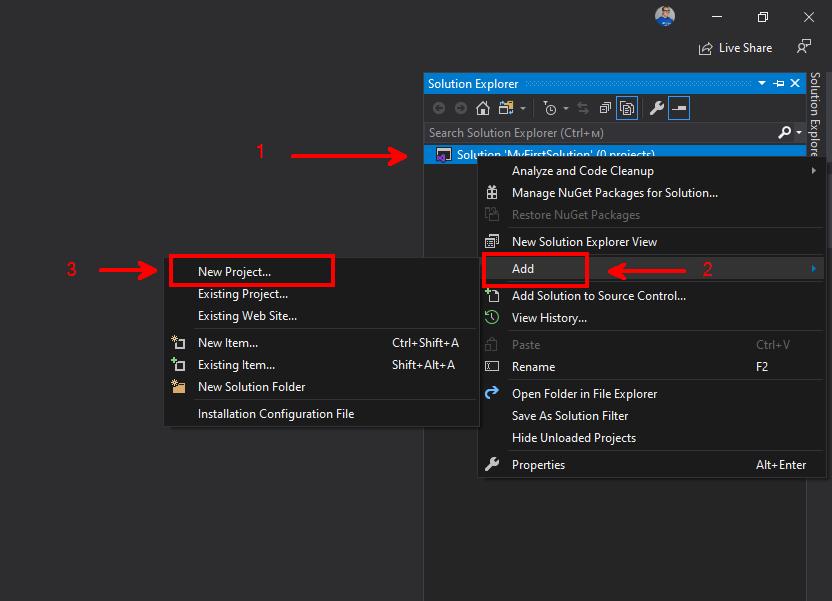 Live Share
Solution Explorer
Solution Explorer
Search Solution Explorer (Ctrl+м)
1
Solution 'MyFirstSolution' (0 projects)
Analyze and Code Cleanup
Manage NuGet Packages for Solution...
Restore NuGet Packages
New Solution Explorer View
Add
2
Add Solution to Source Control...
View History...
Paste Ctrl+V
Rename F2
Open Folder in File Explorer
Save As Solution Filter
Hide Unloaded Projects
Properties Alt+Enter
3
New Project...
Existing Project...
Existing Web Site...
New Item... Ctrl+Shift+A
Existing Item... Shift+Alt+A
New Solution Folder
Installation Configuration File